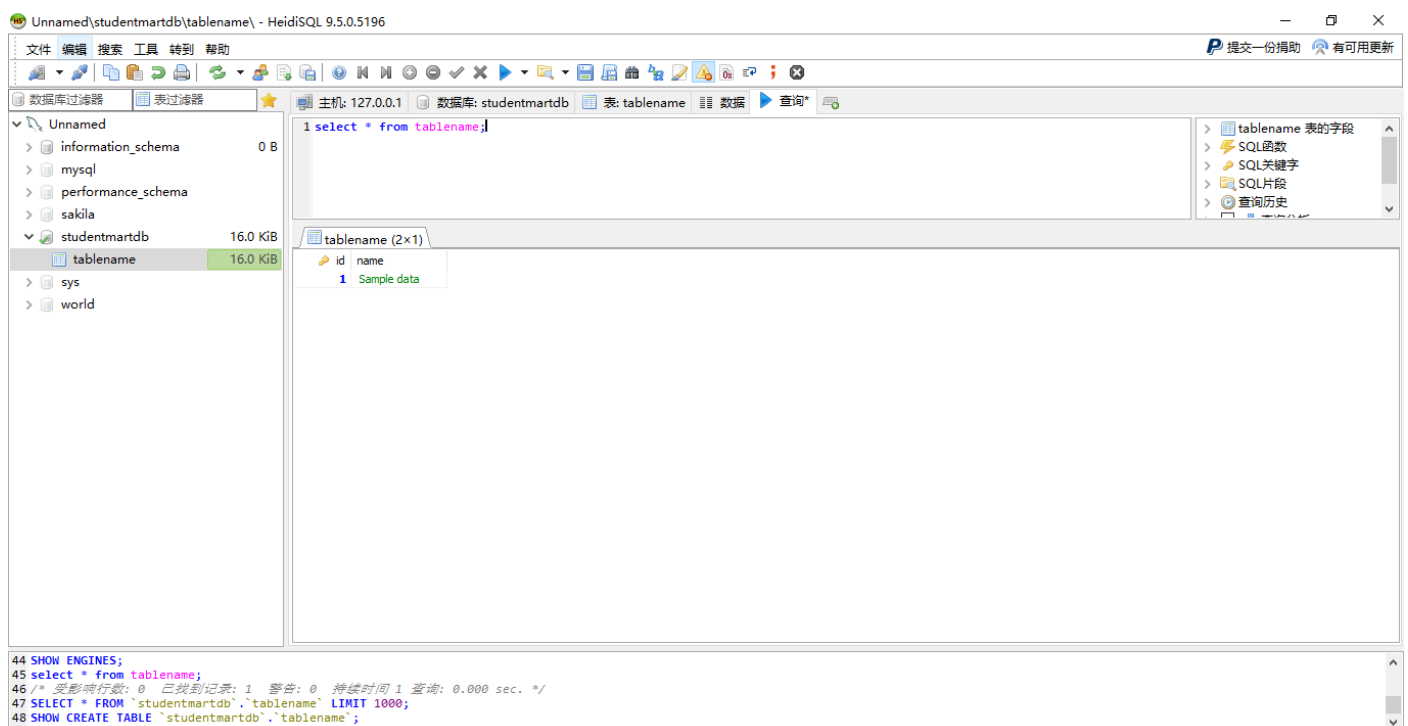 Unnamed\studentmartdb\tablename\ - HeidiSQL 9.5.0.5196
文件 编辑 搜索 工具 转到 帮助
提交一份捐助 有可用更新
数据库过滤器 表过滤器
主机: 127.0.0.1 数据库: studentmartdb 表: tablename 数据 查询*
Unnamed
information_schema 0 B
mysql
performance_schema
sakila
studentmartdb 16.0 KiB
tablename 16.0 KiB
sys
world
1 select * from tablename;
tablename 表的字段
SQL函数
SQL关键字
SQL片段
查询历史
tablename (2×1)
id name
1 Sample data
44 SHOW ENGINES;
45 select * from tablename;
46 /* 受影响行数: 0 已找到记录: 1 警告: 0 持续时间 1 查询: 0.000 sec. */
47 SELECT * FROM `studentmartdb`.`tablename` LIMIT 1000;
48 SHOW CREATE TABLE `studentmartdb`.`tablename`;